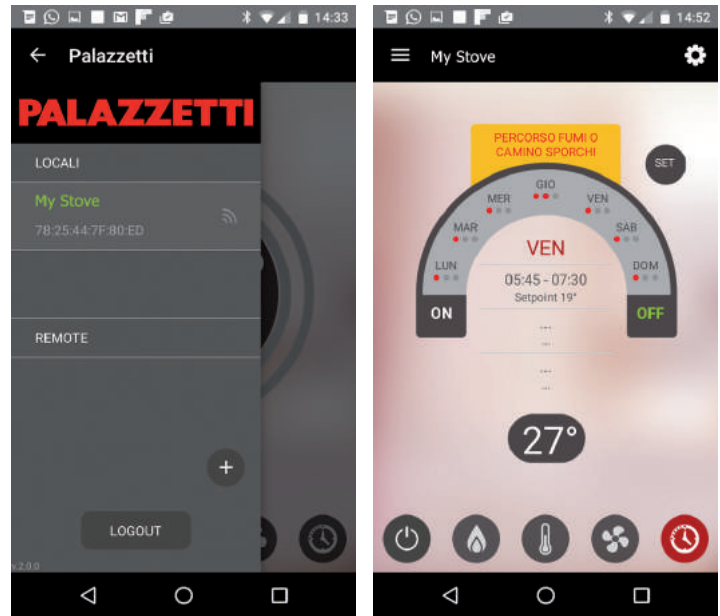 14:33
Palazzetti
PALAZZETTI
LOCALI
My Stove
78:25:44:7F:80:ED
REMOTE
+
LOGOUT
v.2.0.0
14:52
My Stove
PERCORSO FUMI O
CAMINO SPORCHI
SET
GIO
MER
VEN
MAR
SAB
LUN
DOM
VEN
05:45 - 07:30
Setpoint 19°
ON
OFF
---
---
---
---
27°